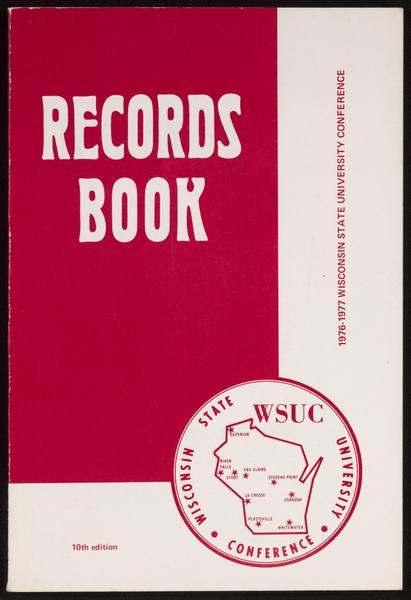 RECORDS
BOOK
1976-1977 WISCONSIN STATE UNIVERSITY CONFERENCE
WISCONSIN STATE UNIVERSITY
CONFERENCE
WSUC
SUPERIOR
RIVER
FALLS
STOUT
EAU CLAIRE
STEVENS POINT
LA CROSSE
OSHKOSH
PLATTEVILLE
WHITEWATER
10th edition